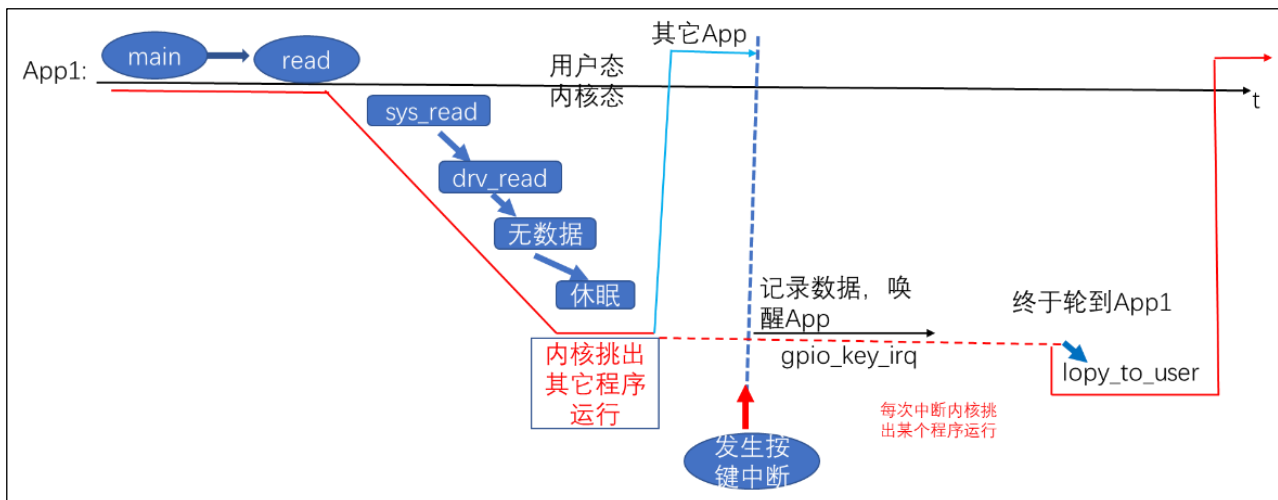 App1:
main
read
用户态
内核态
其它App
t
sys_read
drv_read
无数据
休眠
内核挑出
其它程序
运行
记录数据，唤
醒App
gpio_key_irq
发生按
键中断
每次中断内核挑
出某个程序运行
终于轮到App1
lopy_to_user